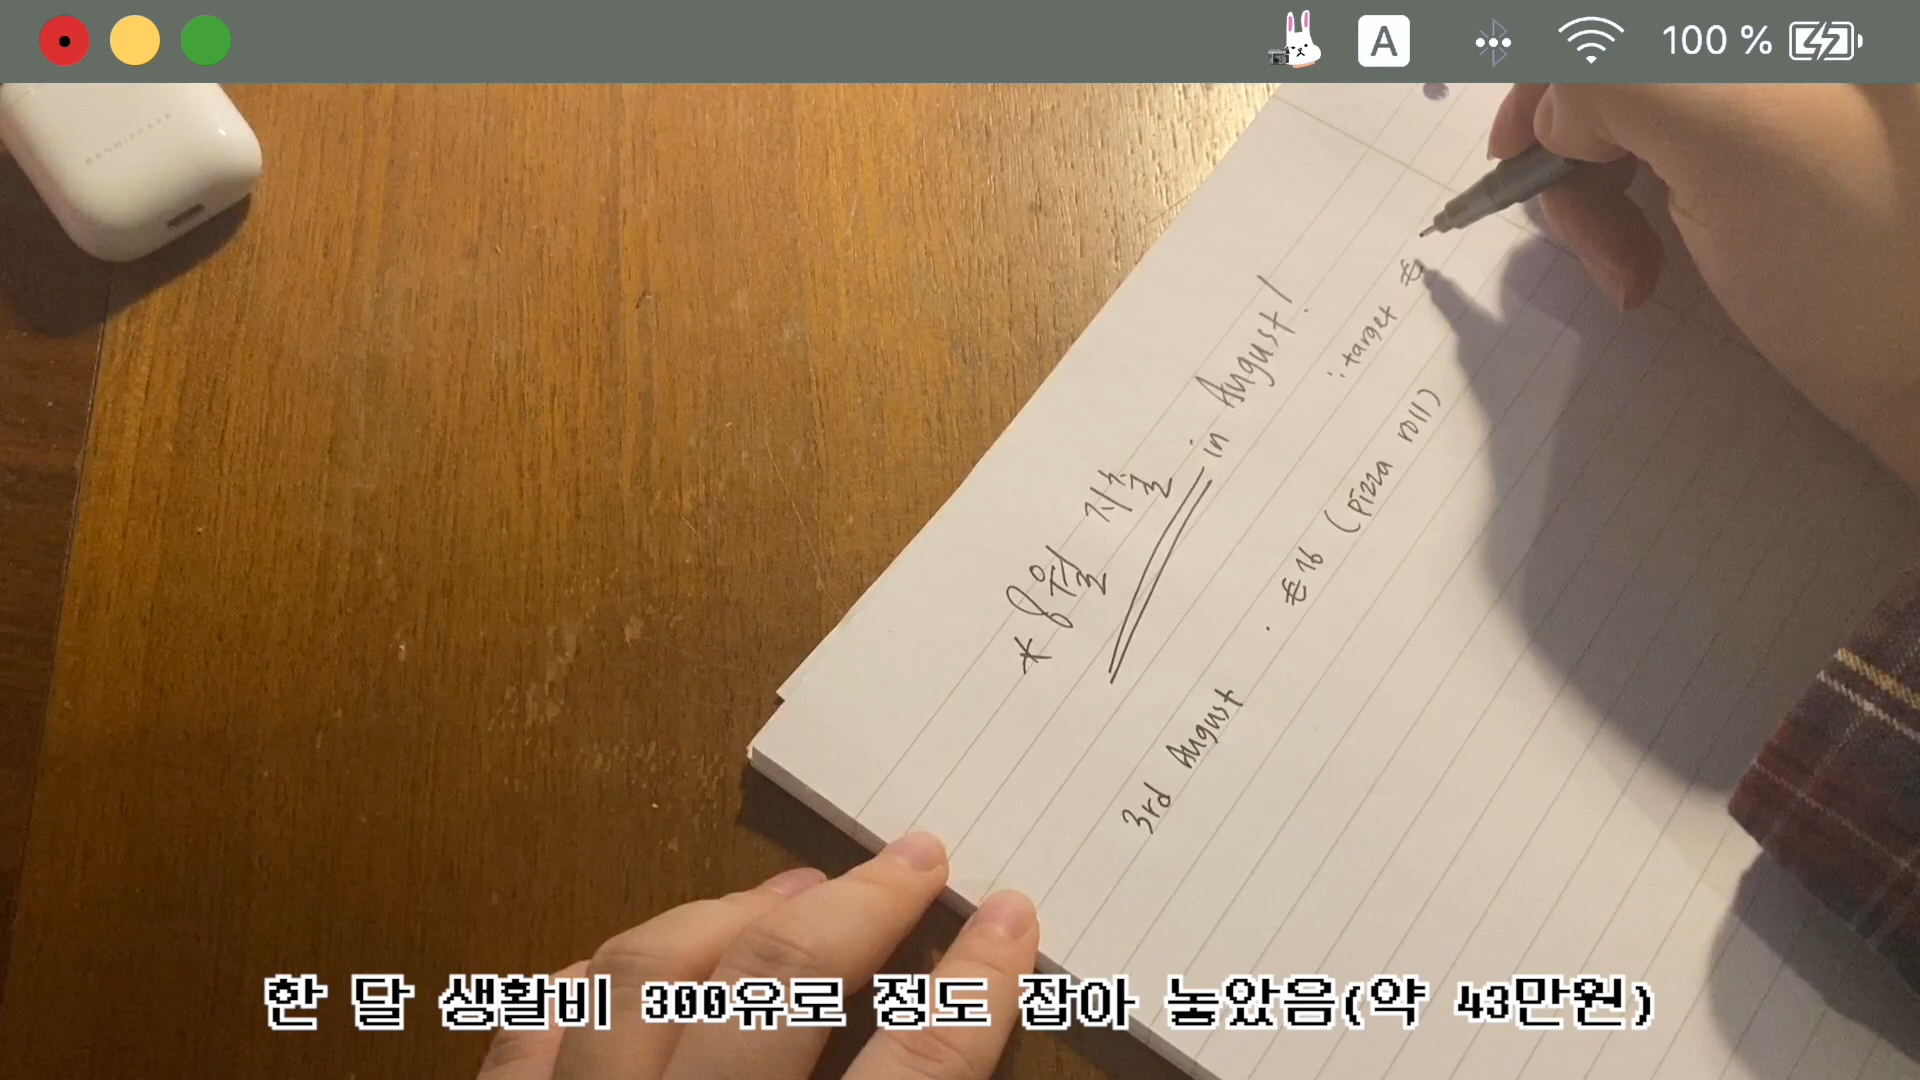 A
100 %
* 8월 지출 in August!
: target €
3rd August · €16 (pizza roll)
한 달 생활비 300유로 정도 잡아 놓았음(약 43만원)